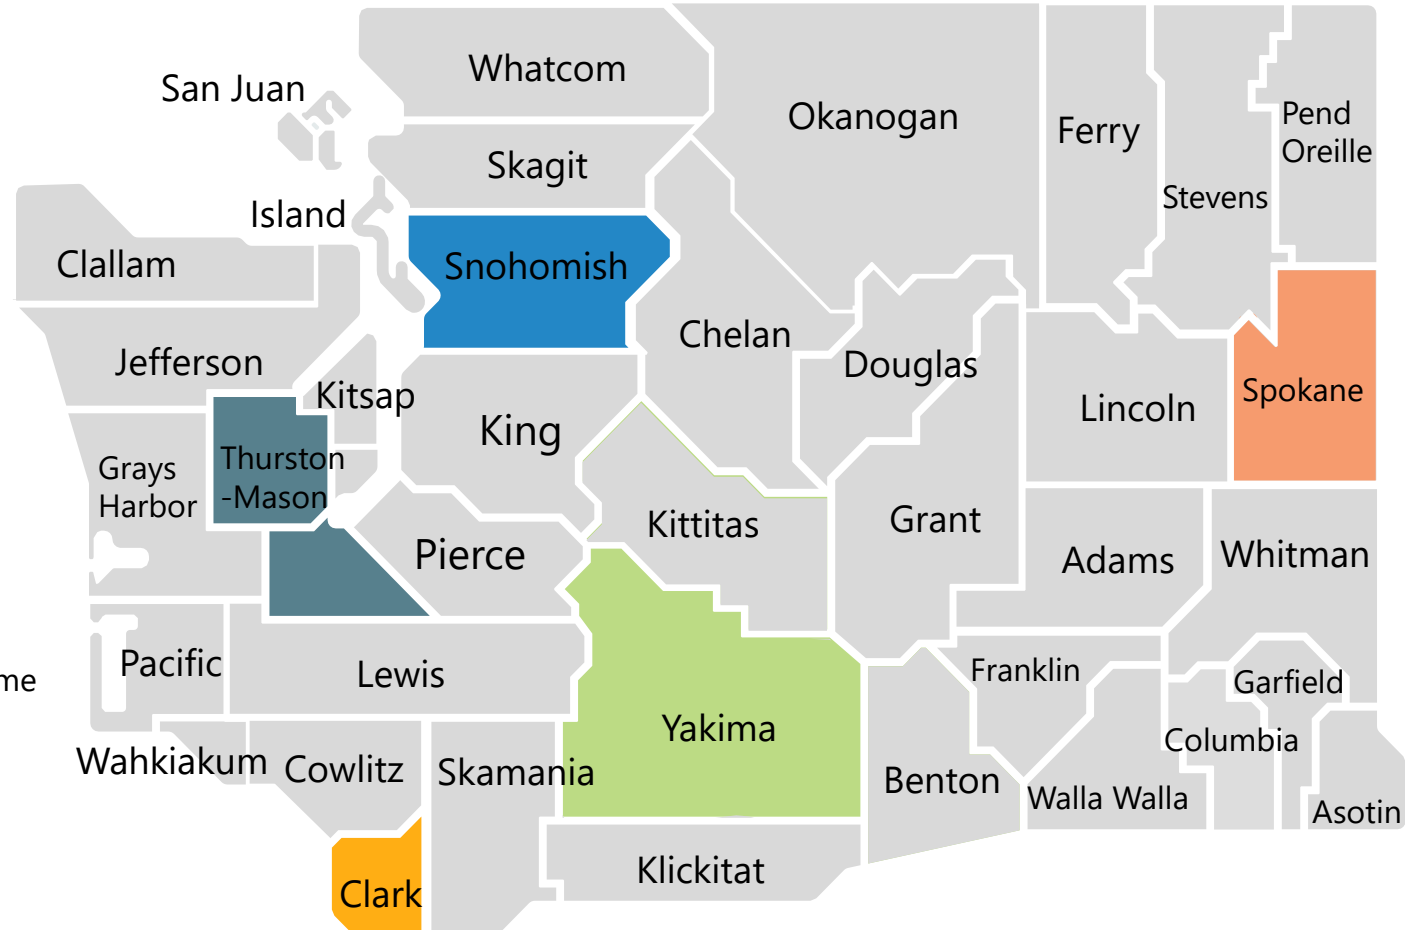 Whatcom
San Juan
Okanogan
Ferry
Pend
Oreille
Skagit
Stevens
Island
Clallam
Snohomish
Chelan
Jefferson
Douglas
Kitsap
Spokane
Lincoln
King
Thurston
-Mason
Grays
Harbor
Kittitas
Grant
Pierce
Adams
Whitman
Pacific
me
Lewis
Franklin
Garfield
Yakima
Columbia
Wahkiakum
Cowlitz
Skamania
Benton
Walla Walla
Asotin
Klickitat
Clark